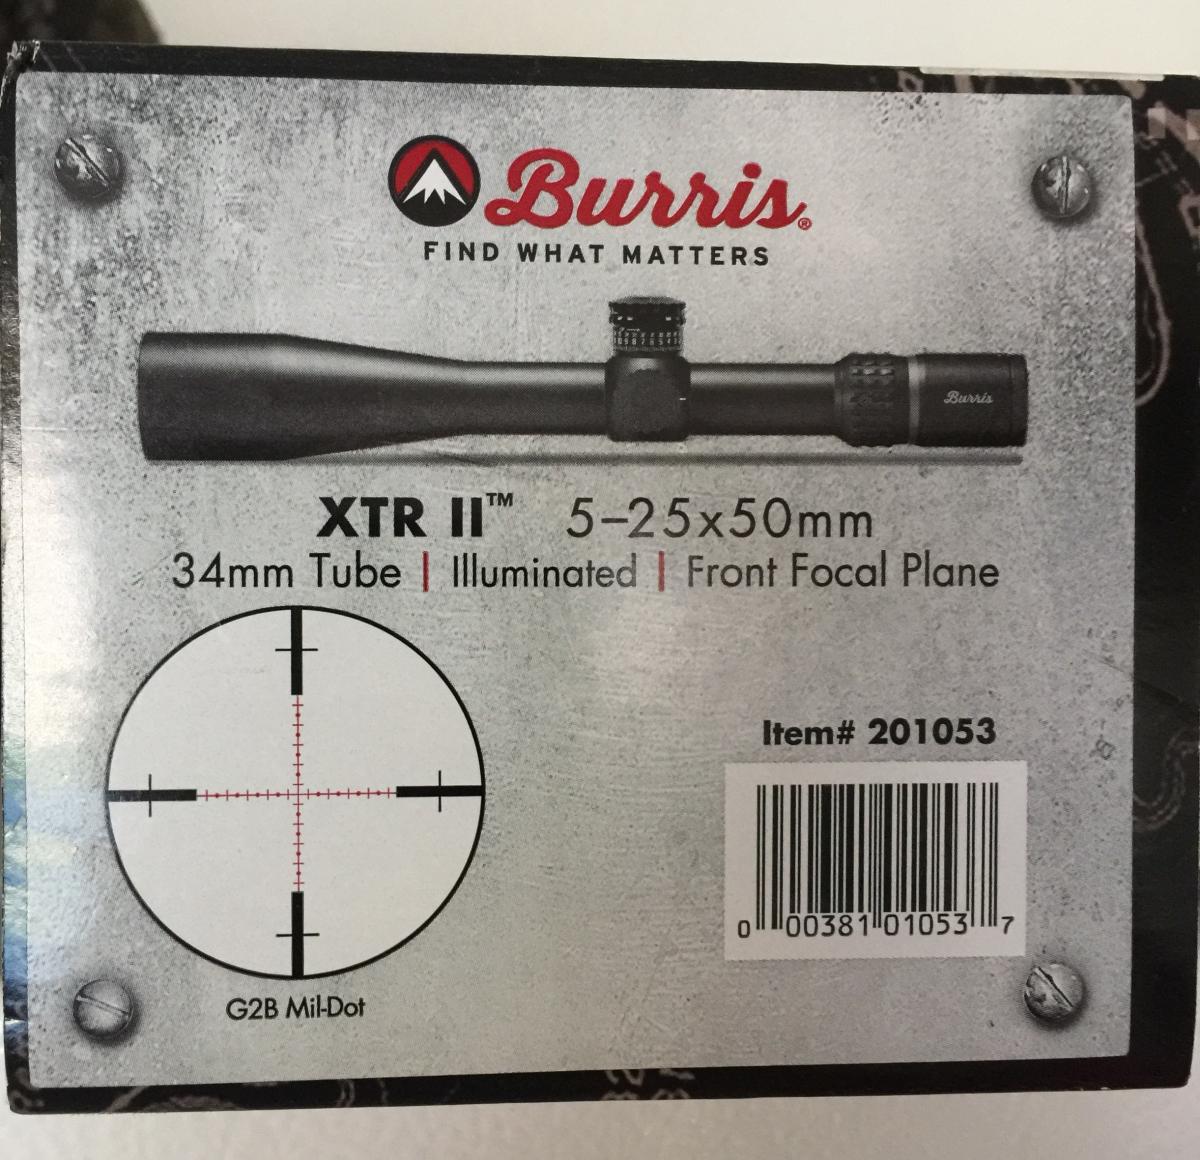 Burris®
FIND WHAT MATTERS
Burris
XTR II™ 5-25x50mm
34mm Tube | Illuminated | Front Focal Plane
Item# 201053
0 00381 01053 7
G2B Mil-Dot